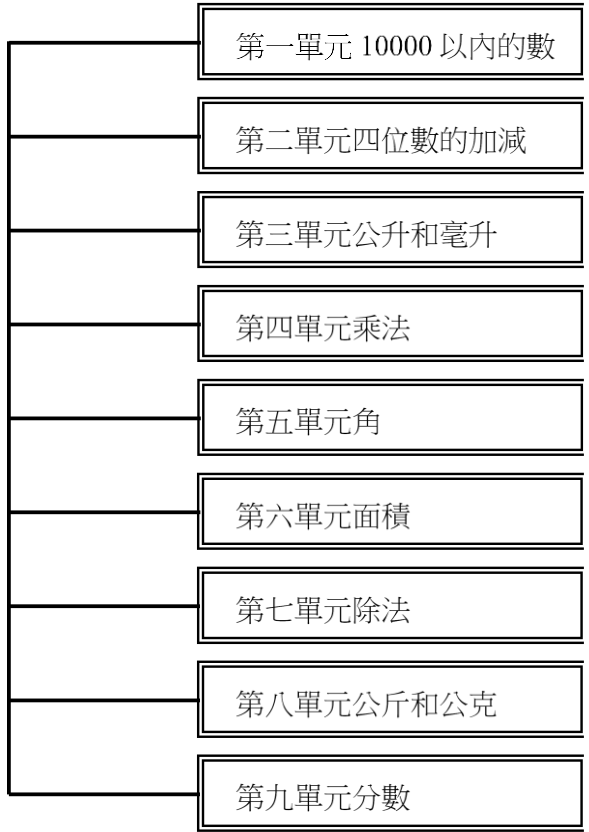 第一單元 10000 以內的數
第二單元四位數的加減
第三單元公升和毫升
第四單元乘法
第五單元角
第六單元面積
第七單元除法
第八單元公斤和公克
第九單元分數